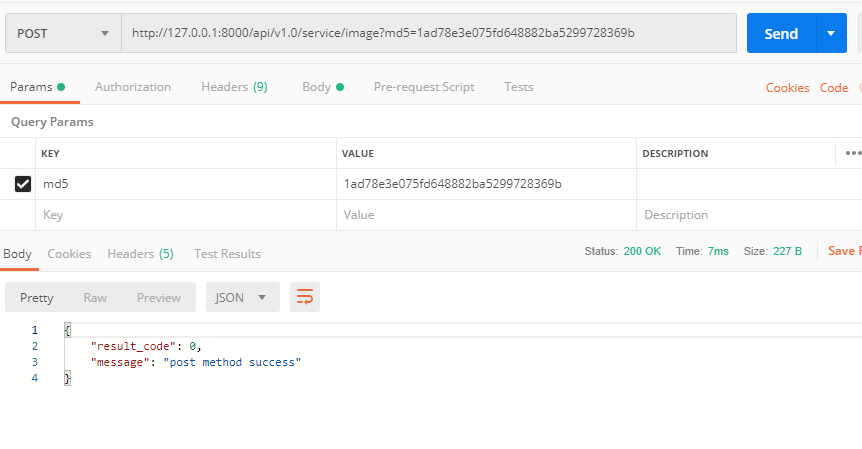 POST http://127.0.0.1:8000/api/v1.0/service/image?md5=1ad78e3e075fd648882ba5299728369b Send
Params Authorization Headers (9) Body Pre-request Script Tests Cookies Code
Query Params
KEY VALUE DESCRIPTION
md5 1ad78e3e075fd648882ba5299728369b
Key Value Description
Body Cookies Headers (5) Test Results Status: 200 OK Time: 7ms Size: 227 B Save
Pretty Raw Preview JSON
1 {
2 "result_code": 0,
3 "message": "post method success"
4 }